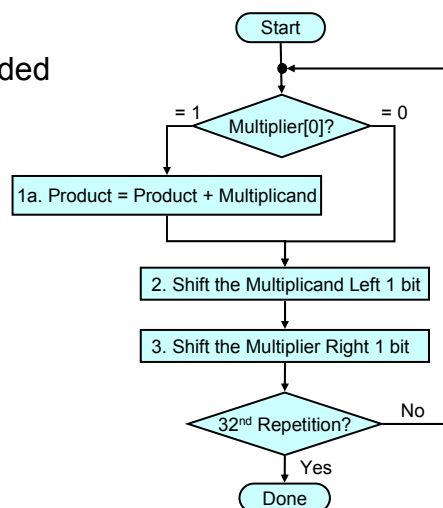 Start
ded
= 1
= 0
Multiplier[0]?
1a. Product = Product + Multiplicand
2. Shift the Multiplicand Left 1 bit
3. Shift the Multiplier Right 1 bit
32nd Repetition?
No
Yes
Done